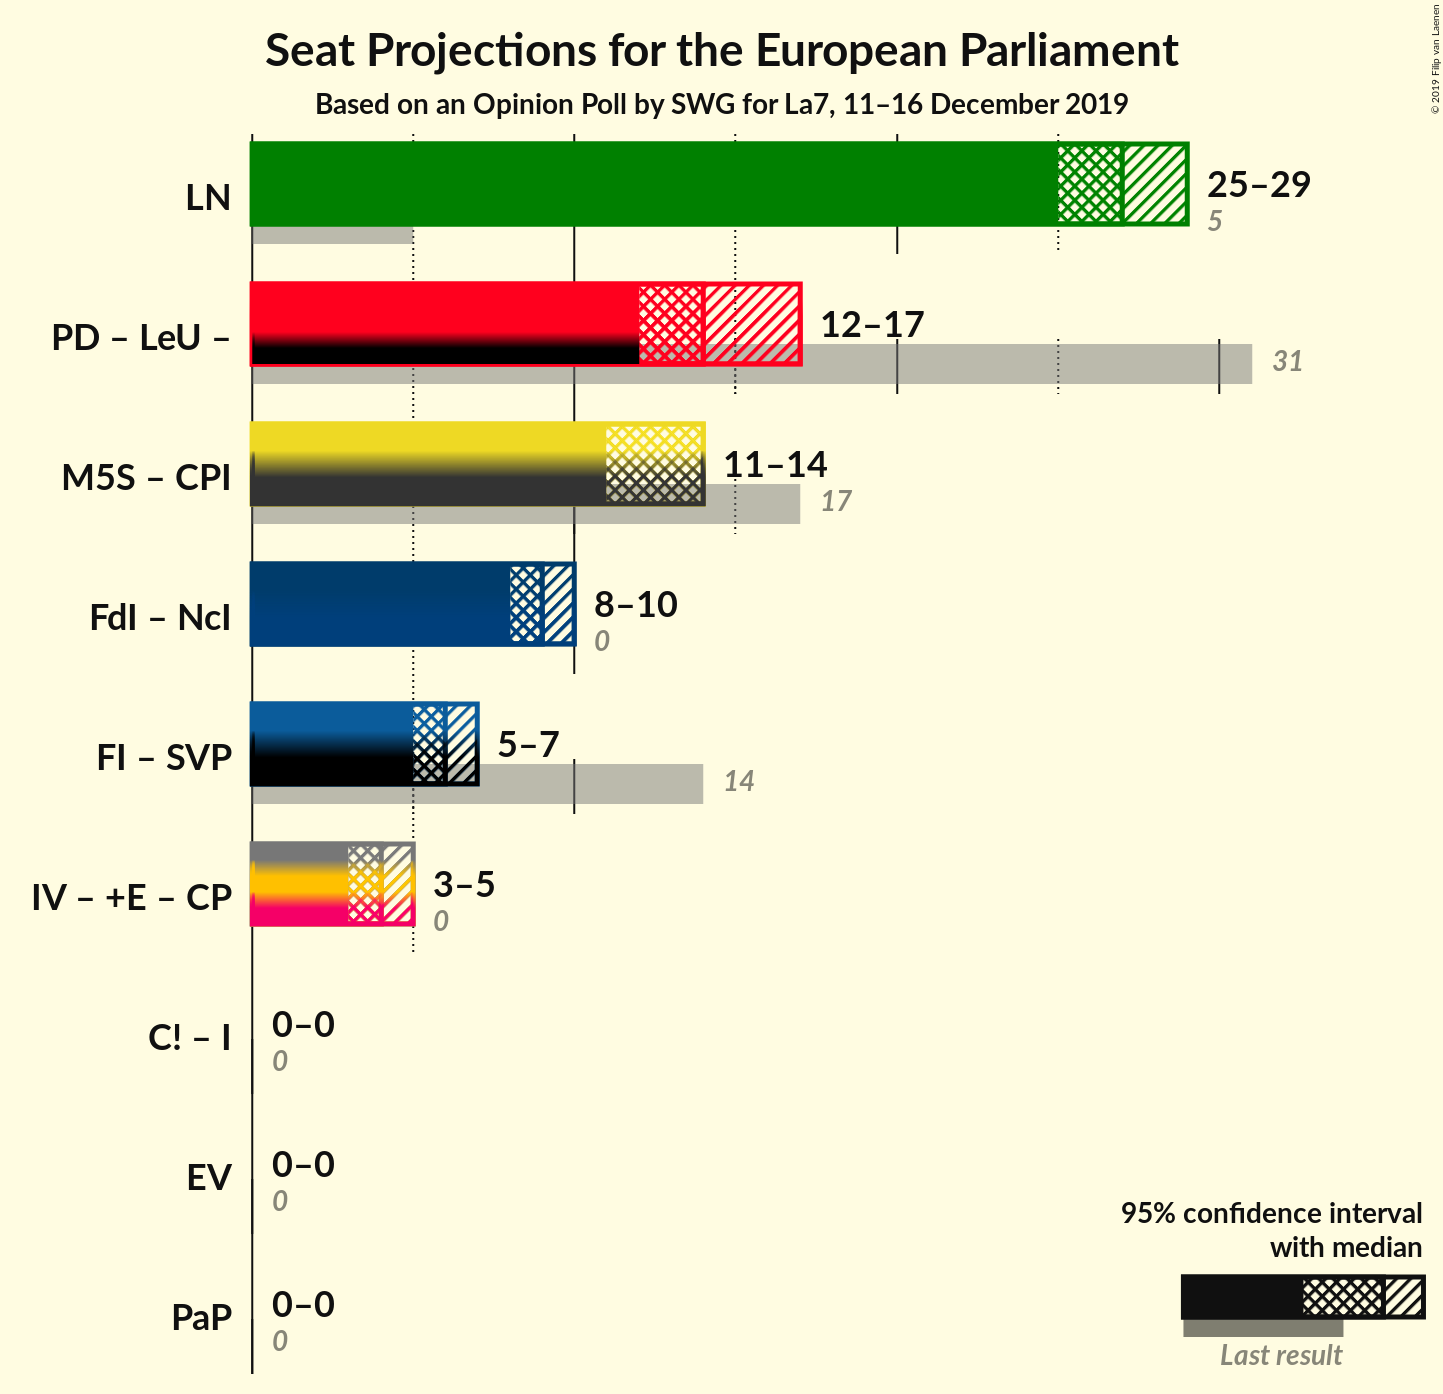 © 2019 Filip van Laenen
Seat Projections for the European Parliament
Based on an Opinion Poll by SWG for La7, 11–16 December 2019
LN
25–29
5
PD – LeU –
12–17
31
M5S – CPI
11–14
17
FdI – NcI
8–10
0
FI – SVP
5–7
14
IV – +E – CP
3–5
0
C! – I
0–0
0
EV
0–0
0
PaP
0–0
0
95% confidence interval
with median
Last result